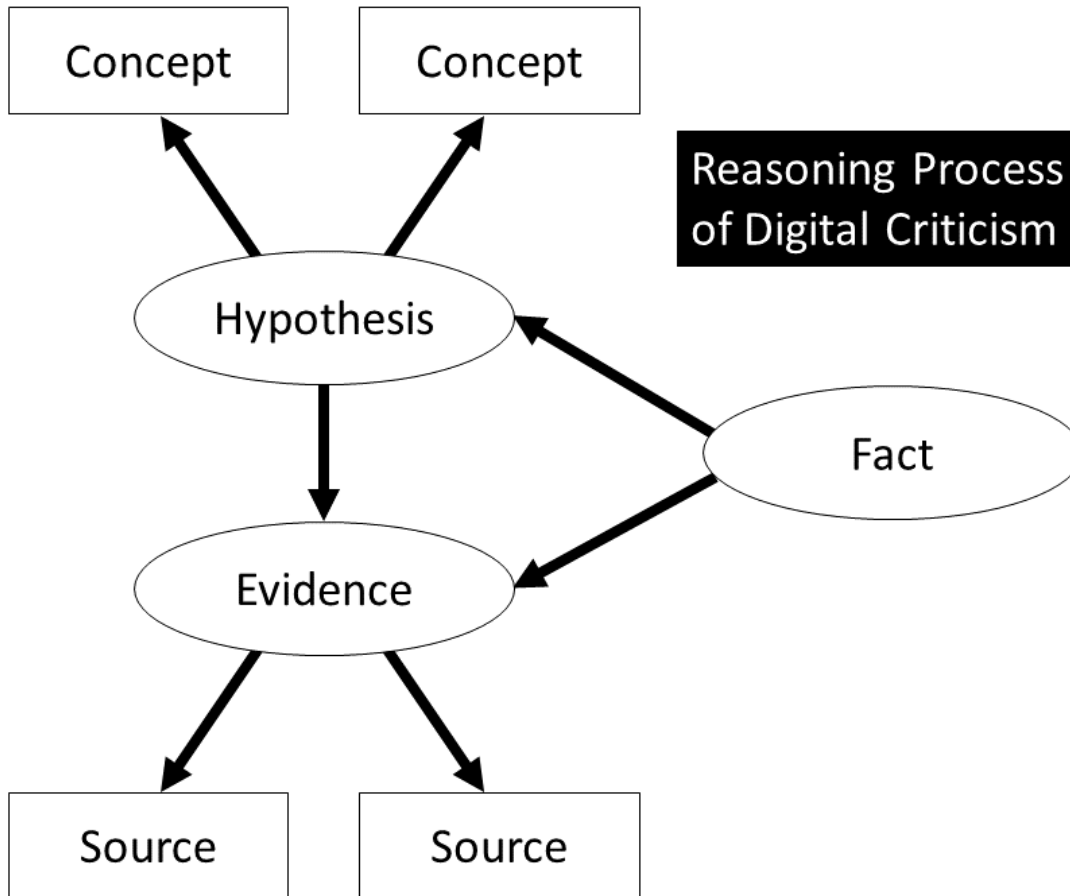 Concept
Concept
Reasoning Process
of Digital Criticism
Hypothesis
Fact
Evidence
Source
Source